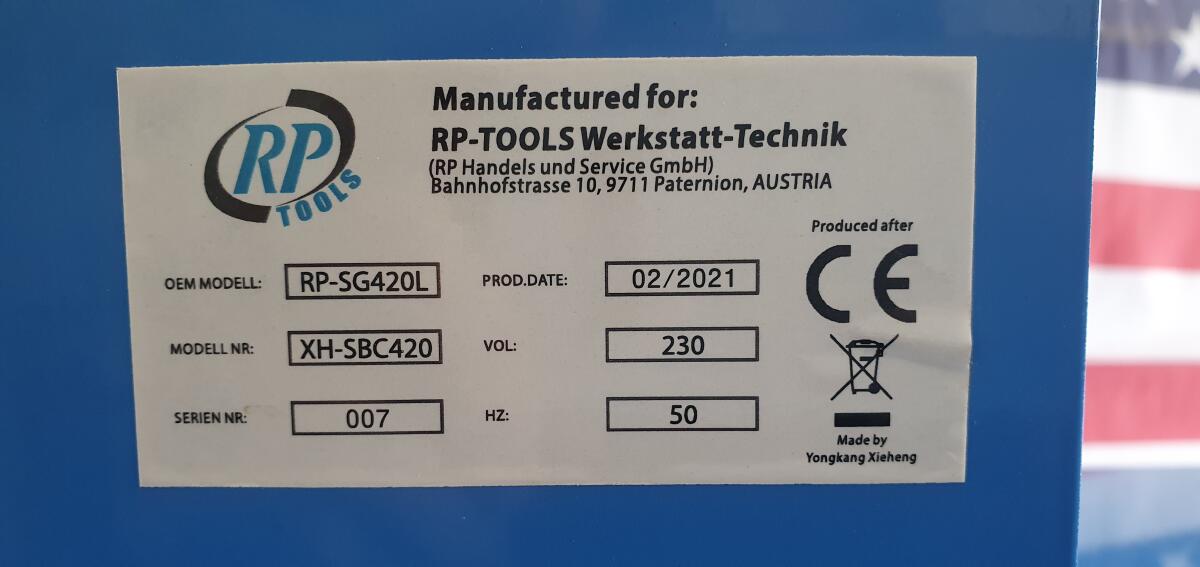 RP
TOOLS
Manufactured for:
RP-TOOLS Werkstatt-Technik
(RP Handels und Service GmbH)
Bahnhofstrasse 10, 9711 Paternion, AUSTRIA
Produced after
CE
OEM MODELL: RP-SG420L PROD.DATE: 02/2021
MODELL NR: XH-SBC420 VOL: 230
SERIEN NR: 007 HZ: 50
Made by
Yongkang Xieheng